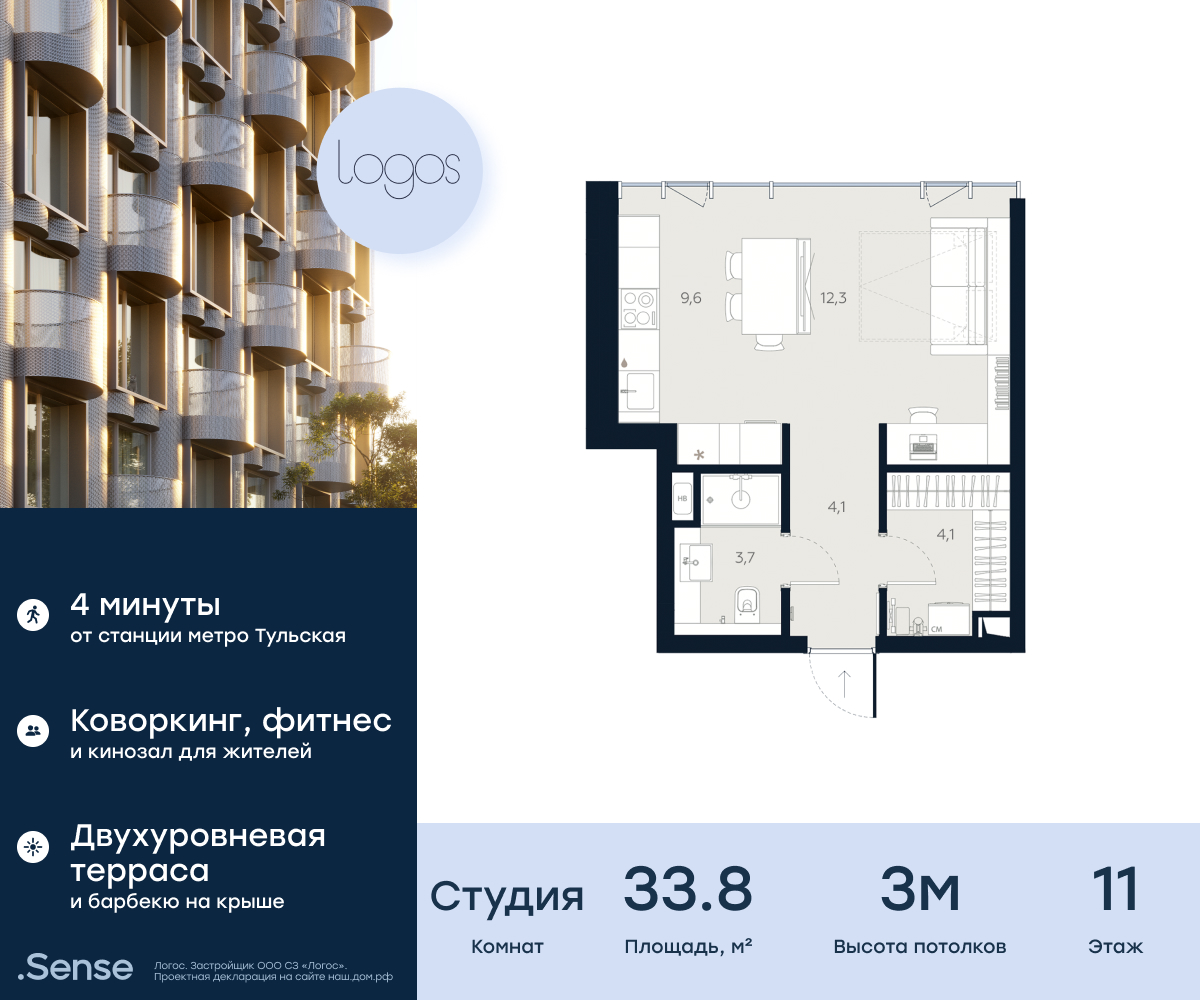 logos
4 минуты
от станции метро Тульская
Коворкинг, фитнес
и кинозал для жителей
Двухуровневая
терраса
и барбекю на крыше
.Sense
Логос. Застройщик ООО СЗ «Логос».
Проектная декларация на сайте наш.дом.рф
9,6
12,3
НВ
4,1
4,1
3,7
СМ
Студия
Комнат
33.8
Площадь, м²
3м
Высота потолков
11
Этаж